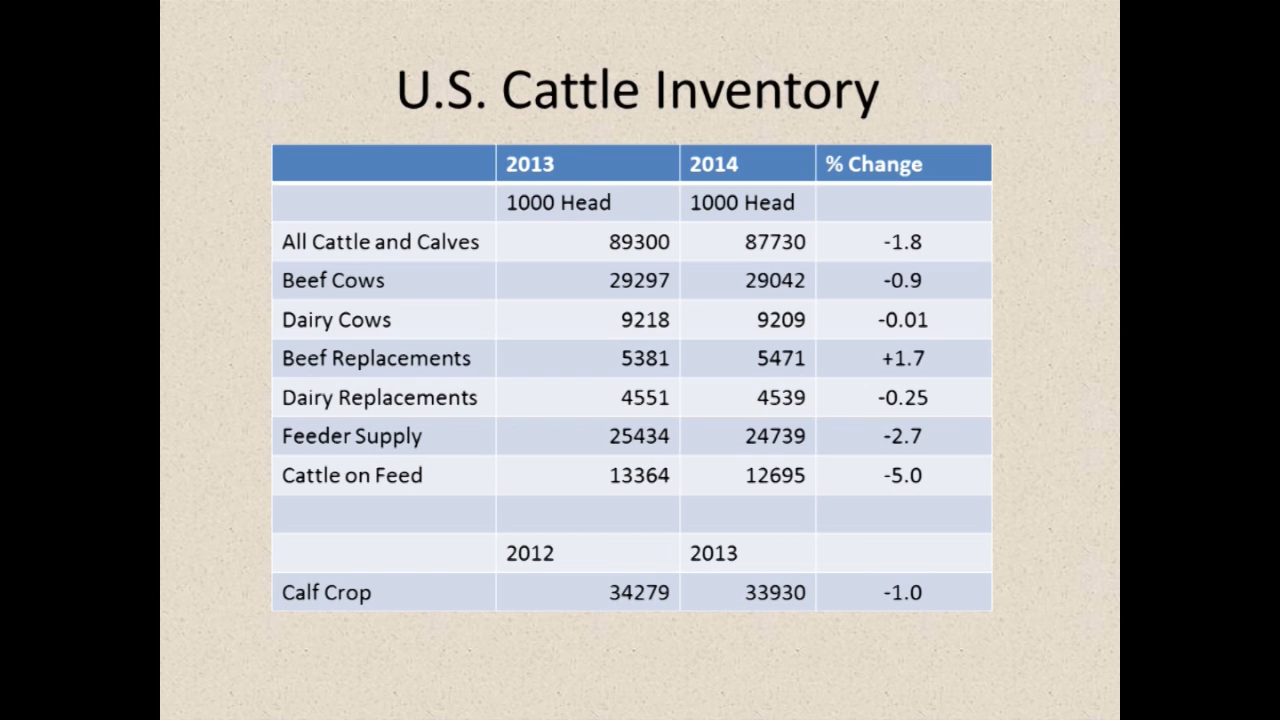 U.S. Cattle Inventory
2013 2014 % Change
1000 Head 1000 Head
All Cattle and Calves 89300 87730 -1.8
Beef Cows 29297 29042 -0.9
Dairy Cows 9218 9209 -0.01
Beef Replacements 5381 5471 +1.7
Dairy Replacements 4551 4539 -0.25
Feeder Supply 25434 24739 -2.7
Cattle on Feed 13364 12695 -5.0
2012 2013
Calf Crop 34279 33930 -1.0